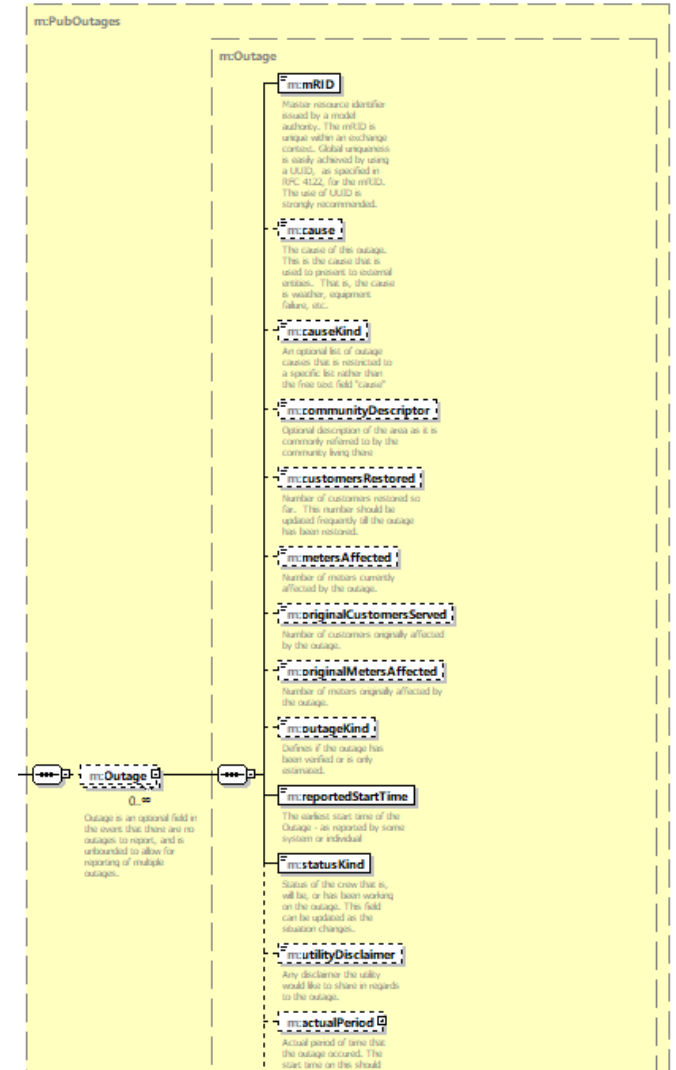 m:PubOutages
m:Outage
m:mRID
Master resource identifier
issued by a model
authority. The mRID is
unique within an exchange
context. Global uniqueness
is easily achieved by using
a UUID, as specified in
RFC 4122, for the mRID.
The use of UUID is
strongly recommended.
m:cause
The cause of this outage.
This is the cause that is
used to present to external
entities. That is, the cause
is weather, equipment
failure, etc.
m:causeKind
An optional list of outage
causes that is restricted to
a specific list rather than
the free text field "cause"
m:communityDescriptor
Optional description of the area as it is
commonly referred to by the
community living there
m:customersRestored
Number of customers restored so
far. This number should be
updated frequently till the outage
has been restored.
m:metersAffected
Number of meters currently
affected by the outage.
m:originalCustomersServed
Number of customers originally affected
by the outage.
m:originalMetersAffected
Number of meters originally affected by
the outage.
m:outageKind
Defines if the outage has
been verified or is only
estimated.
m:Outage
0..∞
Outage is an optional field in
the event that there are no
outages to report, and is
unbounded to allow for
reporting of multiple
outages.
m:reportedStartTime
The earliest start time of the
Outage - as reported by some
system or individual
m:statusKind
Status of the crew that is,
will be, or has been working
on the outage. This field
can be updated as the
situation changes.
m:utilityDisclaimer
Any disclaimer the utility
would like to share in regards
to the outage.
m:actualPeriod
Actual period of time that
the outage occured. The
start time on this should